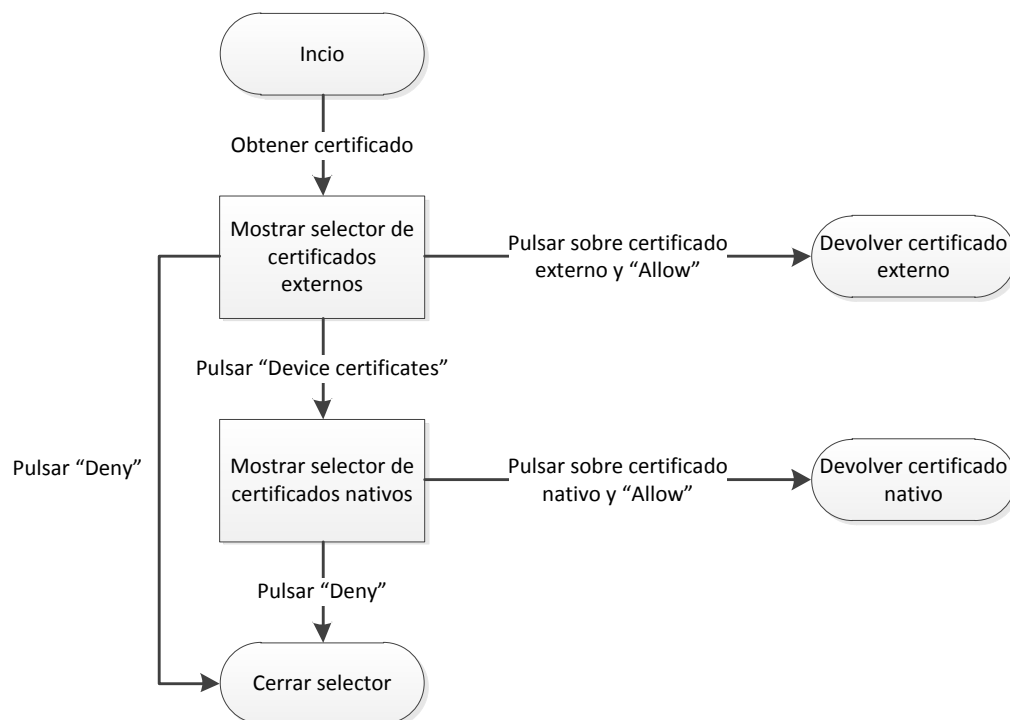 Incio
Obtener certificado
Mostrar selector de
certificados
externos
Pulsar sobre certificado
externo y “Allow”
Devolver certificado
externo
Pulsar “Device certificates”
Pulsar “Deny”
Mostrar selector de
certificados nativos
Pulsar sobre certificado
nativo y “Allow”
Devolver certificado
nativo
Pulsar “Deny”
Cerrar selector